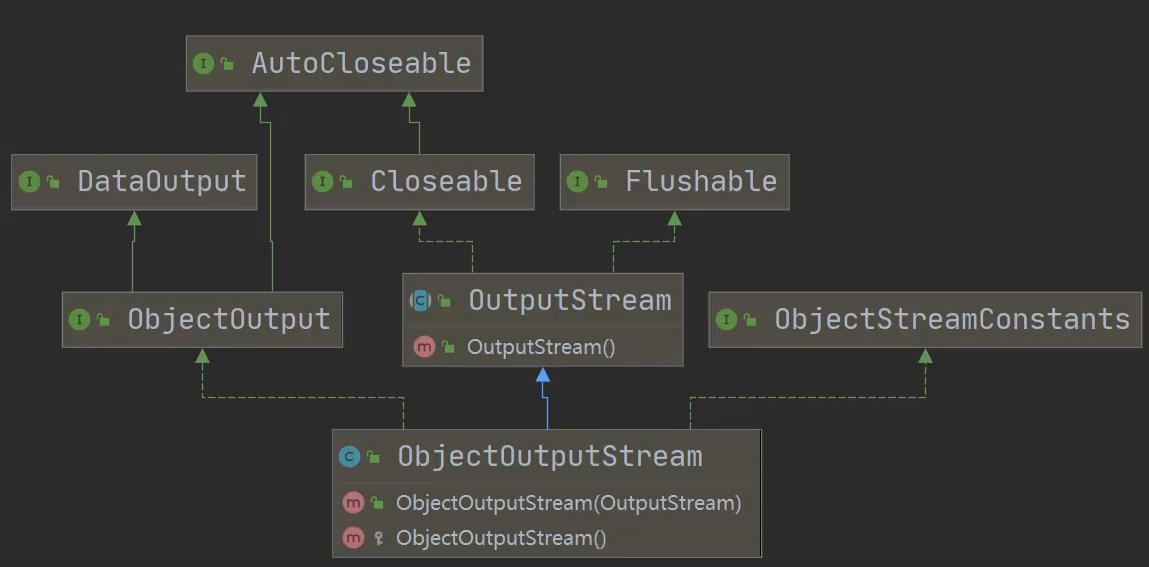 AutoCloseable
DataOutput
Closeable
Flushable
ObjectOutput
OutputStream
OutputStream()
ObjectStreamConstants
ObjectOutputStream
ObjectOutputStream(OutputStream)
ObjectOutputStream()